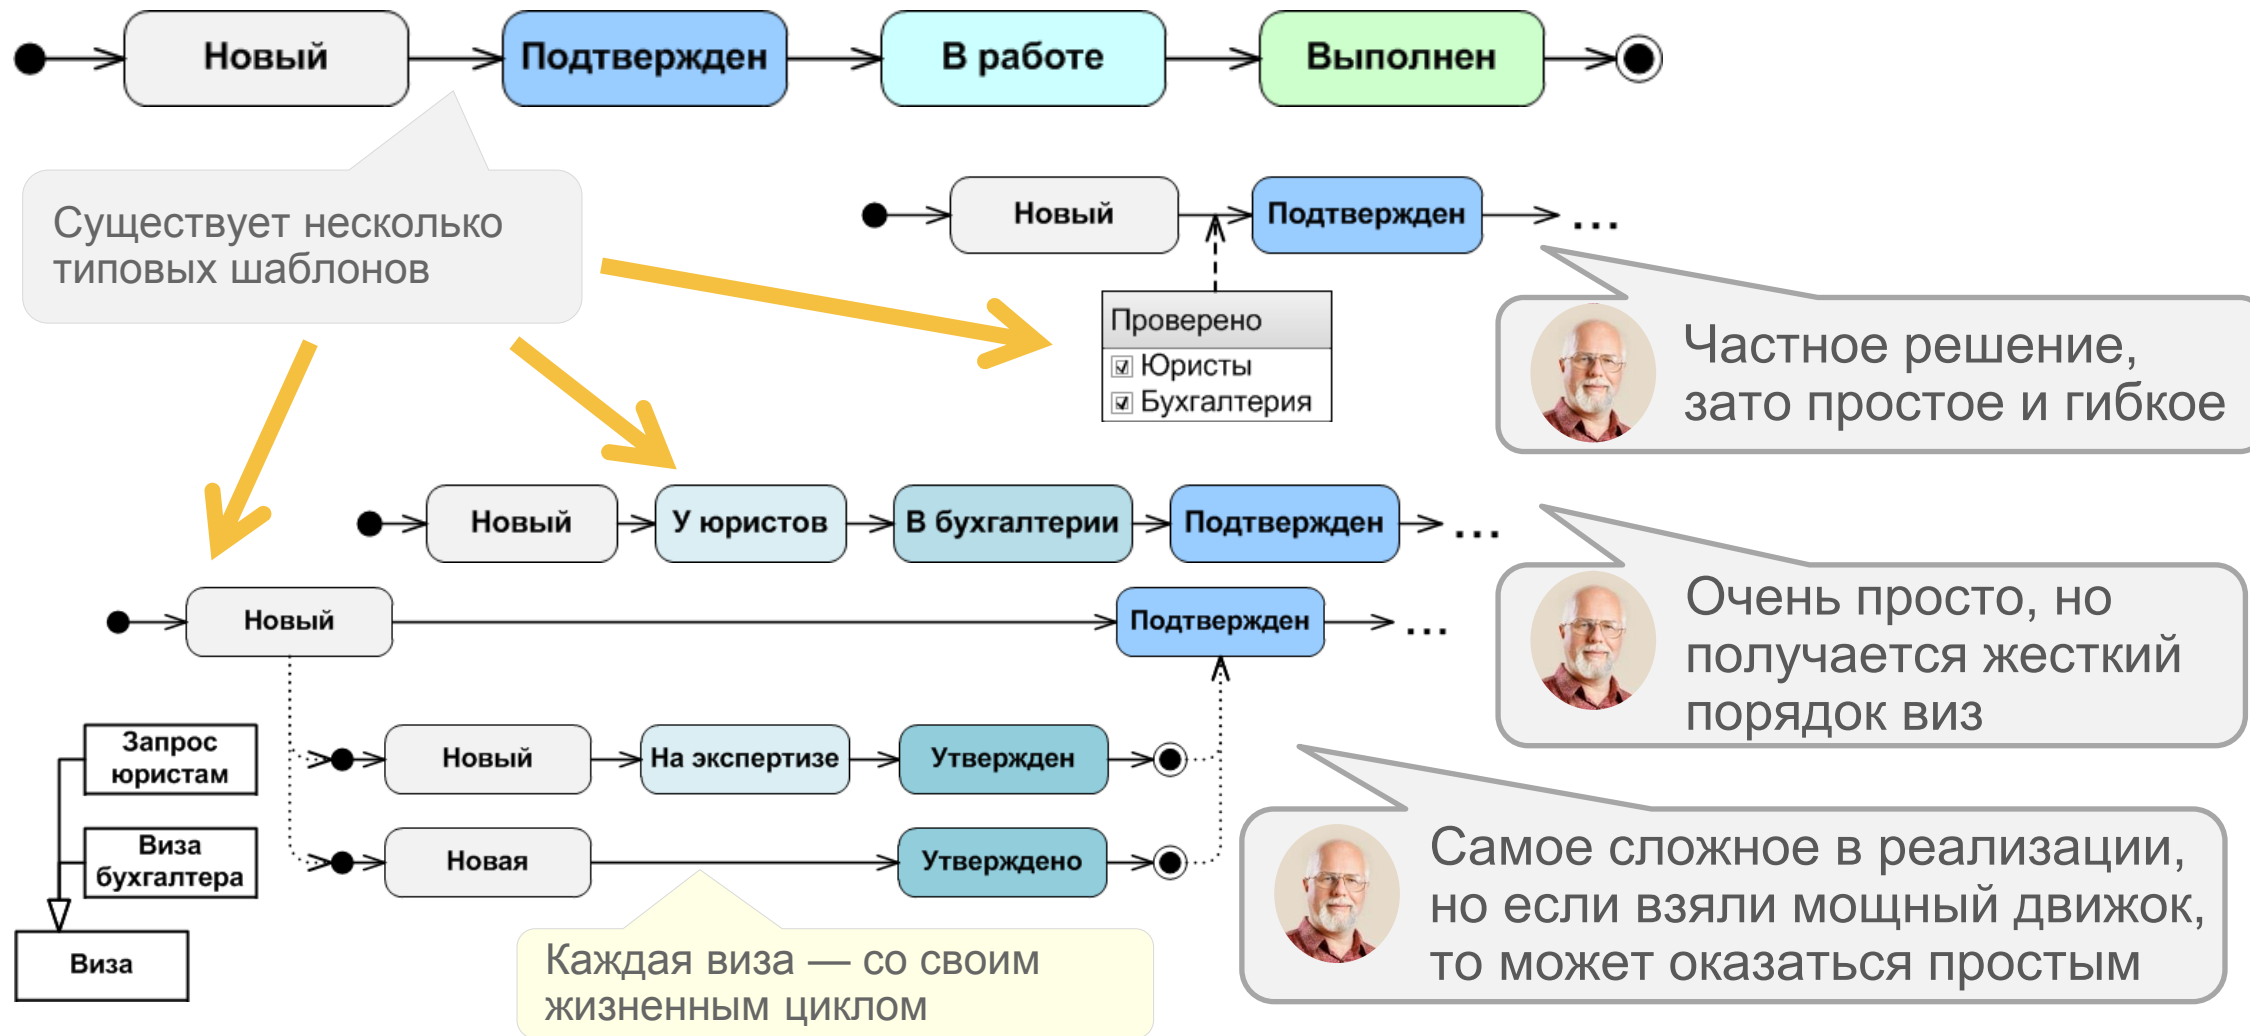 Новый
Подтвержден
В работе
Выполнен
Существует несколько
типовых шаблонов
Новый
Подтвержден
...
Проверено
Юристы
Бухгалтерия
Частное решение,
зато простое и гибкое
Новый
У юристов
В бухгалтерии
Подтвержден
...
Очень просто, но
получается жесткий
порядок виз
Новый
Подтвержден
...
Запрос
юристам
Новый
На экспертизе
Утвержден
Виза
бухгалтера
Новая
Утверждено
Виза
Каждая виза — со своим
жизненным циклом
Самое сложное в реализации,
но если взяли мощный движок,
то может оказаться простым